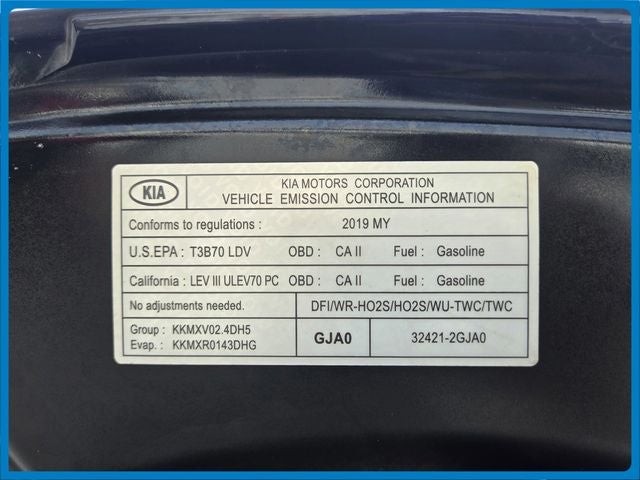 KIA
KIA MOTORS CORPORATION
VEHICLE EMISSION CONTROL INFORMATION
Conforms to regulations : 2019 MY
U.S.EPA : T3B70 LDV OBD : CA II Fuel : Gasoline
California : LEV III ULEV70 PC OBD : CA II Fuel : Gasoline
No adjustments needed. DFI/WR-HO2S/HO2S/WU-TWC/TWC
Group : KKMXV02.4DH5
Evap. : KKMXR0143DHG
GJA0 32421-2GJA0